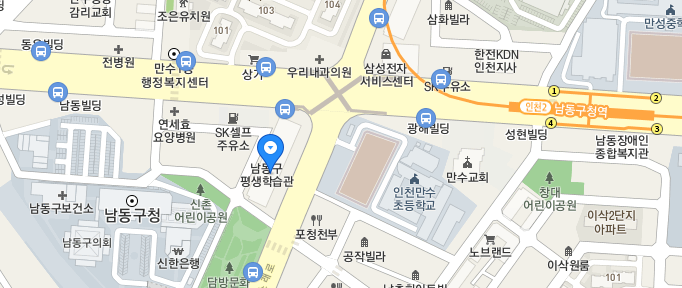 감리교회
조은유치원
101
삼화빌라
한전KDN
인천지사
만성중학
동유빌딩
전병원
만수1동
행정복지센터
상가
우리내과의원
삼성전자
서비스센터
SK주유소
남동빌딩
연세효
요양병원
SK셀프
주유소
광해빌딩
인천2
남동구청역
1
2
3
4
성현빌딩
남동장애인
종합복지관
남동구
평생학습관
신촌
어린이공원
남동구보건소
남동구청
남동구의회
신한은행
담방문화
포청천부
공작빌라
인천만수
초등학교
만수교회
창대
어린이공원
이삭2단지
아파트
노브랜드
이삭원룸